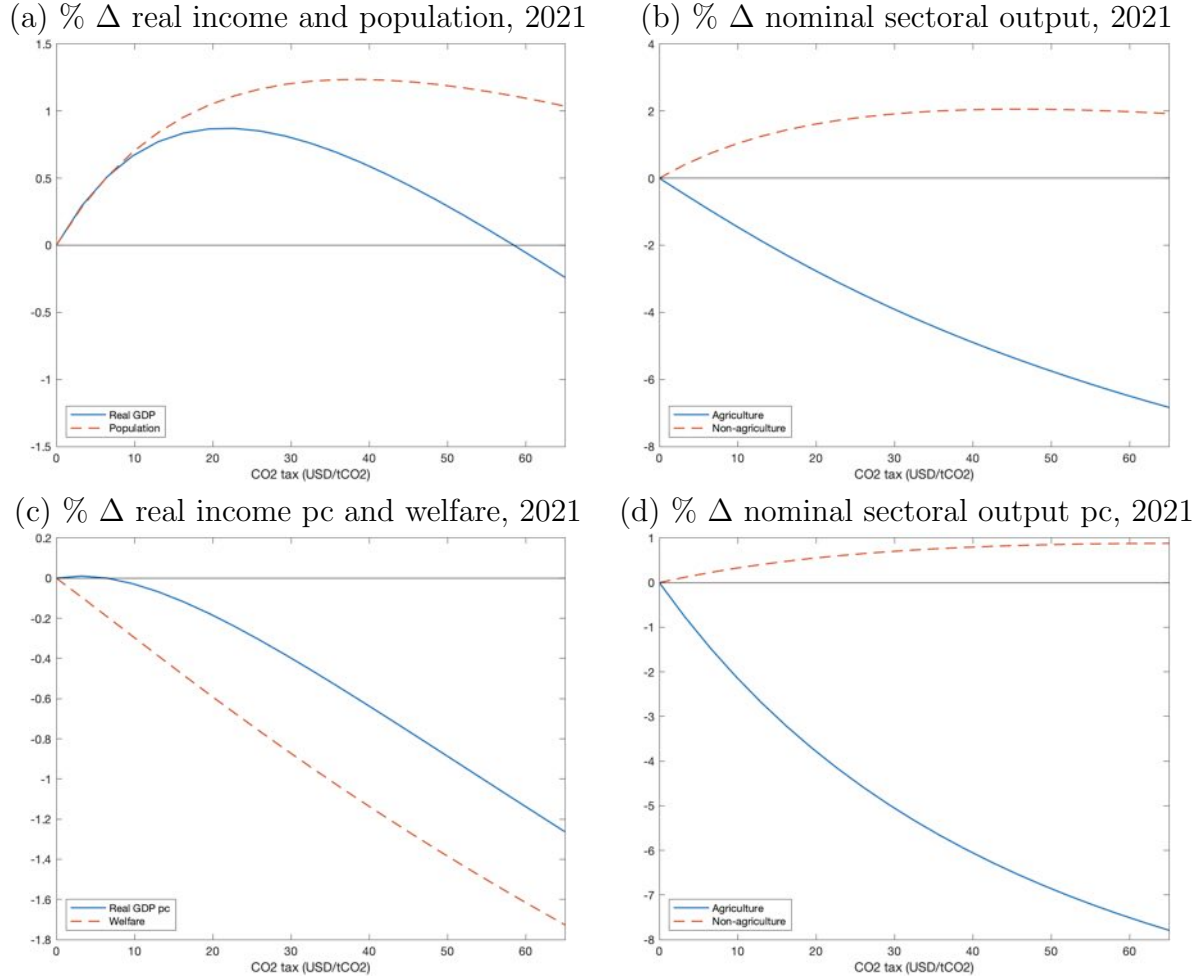 (a) % Δ real income and population, 2021
1.5
1
0.5
0
-0.5
-1
-1.5
0 10 20 30 40 50 60
CO2 tax (USD/tCO2)
Real GDP
Population
(b) % Δ nominal sectoral output, 2021
4
2
0
-2
-4
-6
-8
0 10 20 30 40 50 60
CO2 tax (USD/tCO2)
Agriculture
Non-agriculture
(c) % Δ real income pc and welfare, 2021
0.2
0
-0.2
-0.4
-0.6
-0.8
-1
-1.2
-1.4
-1.6
-1.8
0 10 20 30 40 50 60
CO2 tax (USD/tCO2)
Real GDP pc
Welfare
(d) % Δ nominal sectoral output pc, 2021
1
0
-1
-2
-3
-4
-5
-6
-7
-8
0 10 20 30 40 50 60
CO2 tax (USD/tCO2)
Agriculture
Non-agriculture